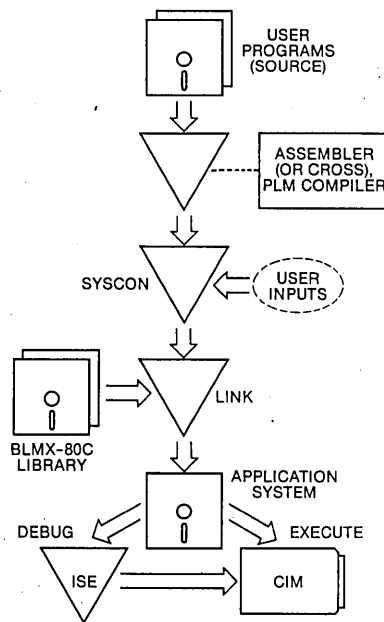 USER
PROGRAMS
(SOURCE)
ASSEMBLER
(OR CROSS),
PLM COMPILER
SYSCON
USER
INPUTS
LINK
BLMX-80C
LIBRARY
APPLICATION
SYSTEM
DEBUG
EXECUTE
ISE
CIM